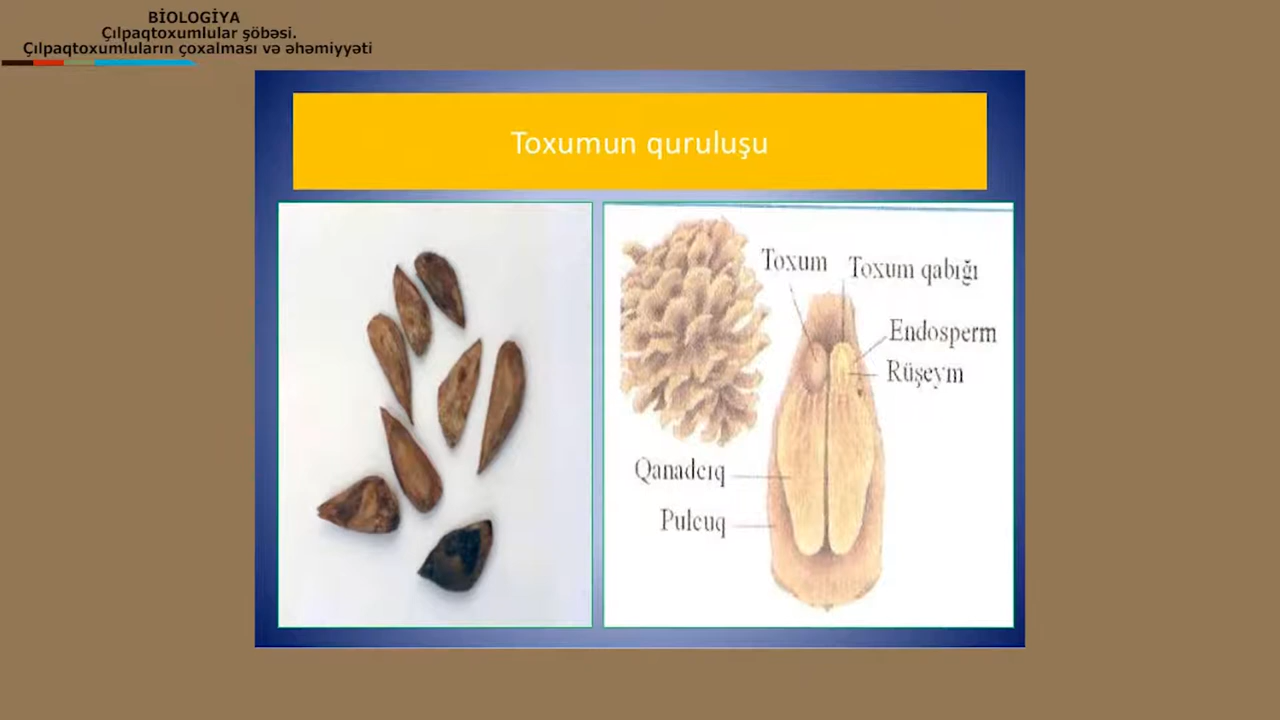 BİOLOGİYA
Çılpaqtoxumlular şöbəsi.
Çılpaqtoxumluların çoxalması və əhəmiyyəti
Toxumun quruluşu
Toxum
Toxum qabığı
Endosperm
Rüşeym
Qanadcıq
Pulcuq